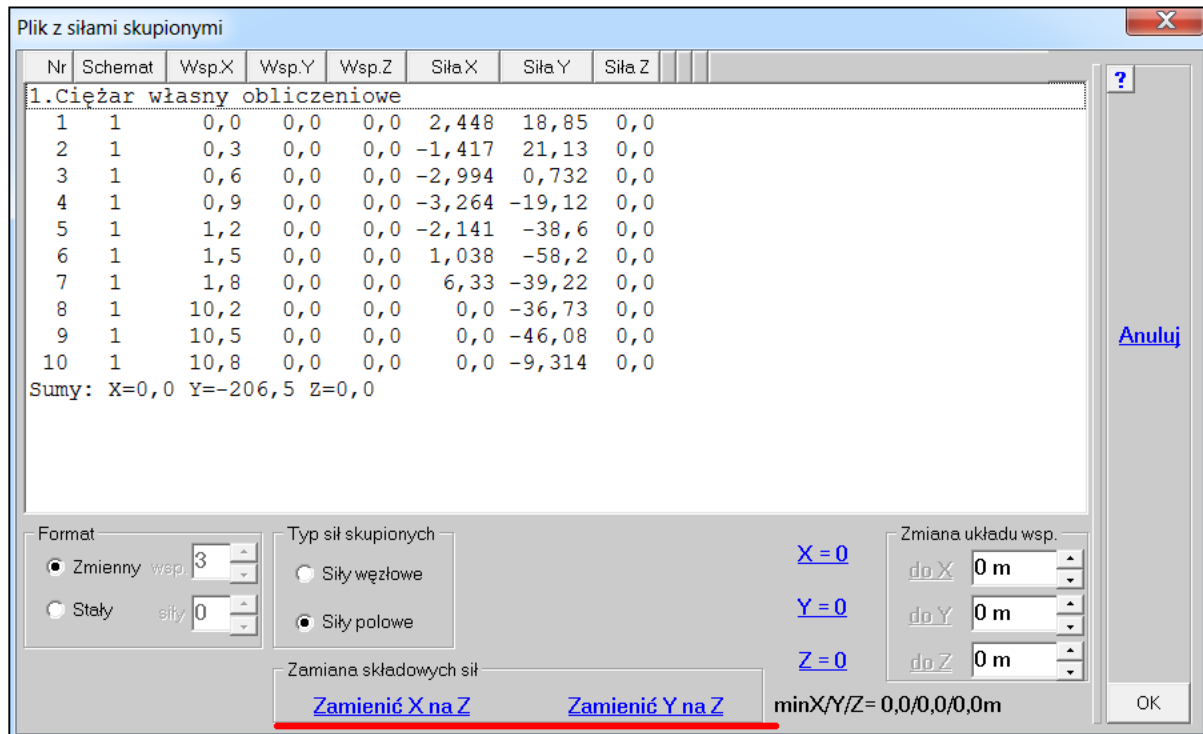 Plik z siłami skupionymi
X
Nr Schemat Wsp.X Wsp.Y Wsp.Z Siła X Siła Y Siła Z
?
1.Ciężar własny obliczeniowe
1 1 0,0 0,0 0,0 2,448 18,85 0,0
2 1 0,3 0,0 0,0 -1,417 21,13 0,0
3 1 0,6 0,0 0,0 -2,994 0,732 0,0
4 1 0,9 0,0 0,0 -3,264 -19,12 0,0
5 1 1,2 0,0 0,0 -2,141 -38,6 0,0
6 1 1,5 0,0 0,0 1,038 -58,2 0,0
7 1 1,8 0,0 0,0 6,33 -39,22 0,0
8 1 10,2 0,0 0,0 0,0 -36,73 0,0
9 1 10,5 0,0 0,0 0,0 -46,08 0,0
10 1 10,8 0,0 0,0 0,0 -9,314 0,0
Sumy: X=0,0 Y=-206,5 Z=0,0
Anuluj
Format
Zmienny wsp. 3
Stały siły 0
Typ sił skupionych
Siły węzłowe
Siły polowe
X = 0
Y = 0
Z = 0
Zmiana układu wsp.
do X 0 m
do Y 0 m
do Z 0 m
Zamiana składowych sił
Zamienić X na Z Zamienić Y na Z
minX/Y/Z= 0,0/0,0/0,0m
OK